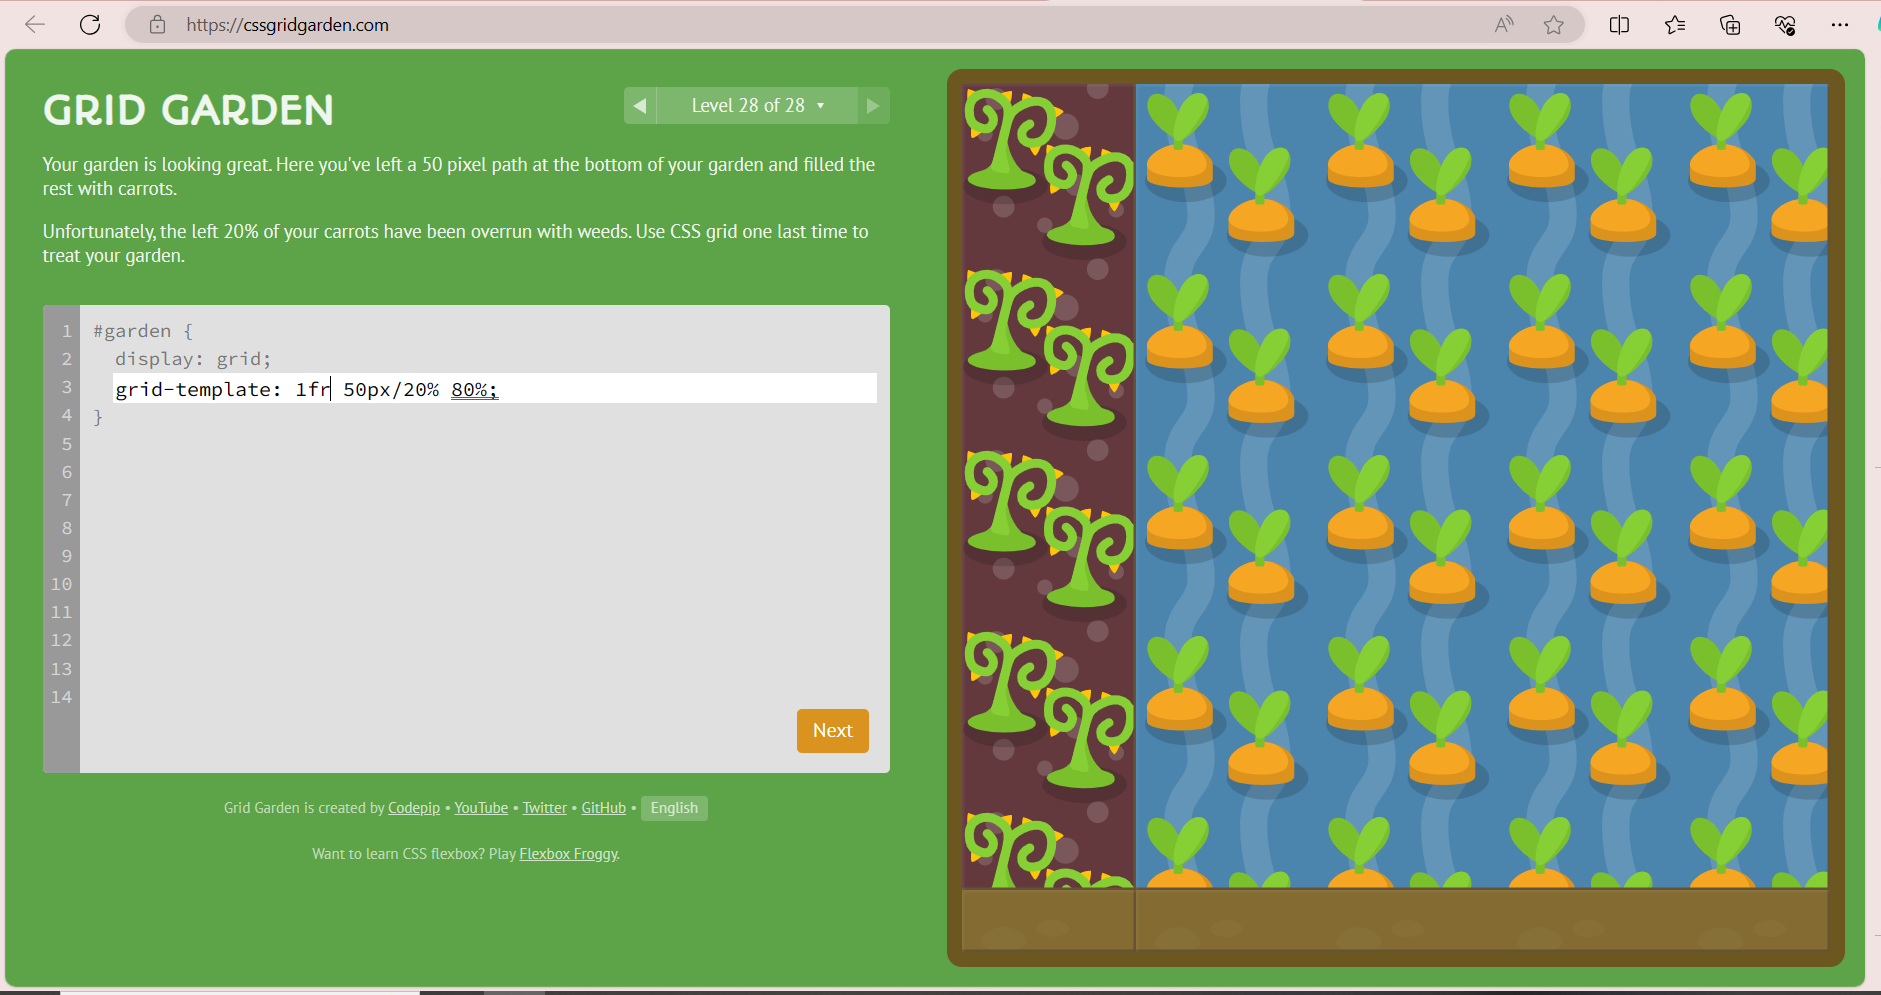 https://cssgridgarden.com
GRID GARDEN
◀ Level 28 of 28 ▾ ▶
Your garden is looking great. Here you've left a 50 pixel path at the bottom of your garden and filled the
rest with carrots.
Unfortunately, the left 20% of your carrots have been overrun with weeds. Use CSS grid one last time to
treat your garden.
1 #garden {
2 display: grid;
3 grid-template: 1fr 50px/20% 80%;
4 }
5
6
7
8
9
10
11
12
13
14
Next
Grid Garden is created by Codepip • YouTube • Twitter • GitHub • English
Want to learn CSS flexbox? Play Flexbox Froggy.